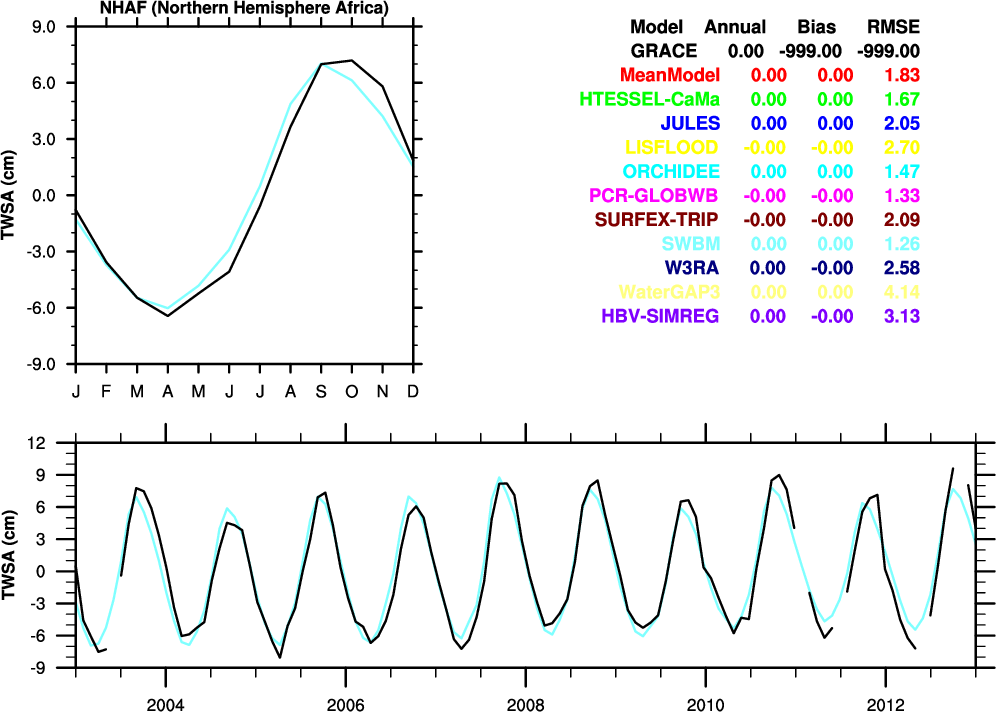 NHAF (Northern Hemisphere Africa)
9.0
6.0
3.0
0.0
-3.0
-6.0
-9.0
TWSA (cm)
J F M A M J J A S O N D
Model Annual Bias RMSE
GRACE 0.00 -999.00 -999.00
MeanModel 0.00 0.00 1.83
HTESSEL-CaMa 0.00 0.00 1.67
JULES 0.00 0.00 2.05
LISFLOOD -0.00 -0.00 2.70
ORCHIDEE 0.00 0.00 1.47
PCR-GLOBWB -0.00 -0.00 1.33
SURFEX-TRIP -0.00 -0.00 2.09
SWBM 0.00 0.00 1.26
W3RA 0.00 -0.00 2.58
WaterGAP3 0.00 0.00 4.14
HBV-SIMREG 0.00 -0.00 3.13
12
9
6
3
0
-3
-6
-9
TWSA (cm)
2004 2006 2008 2010 2012